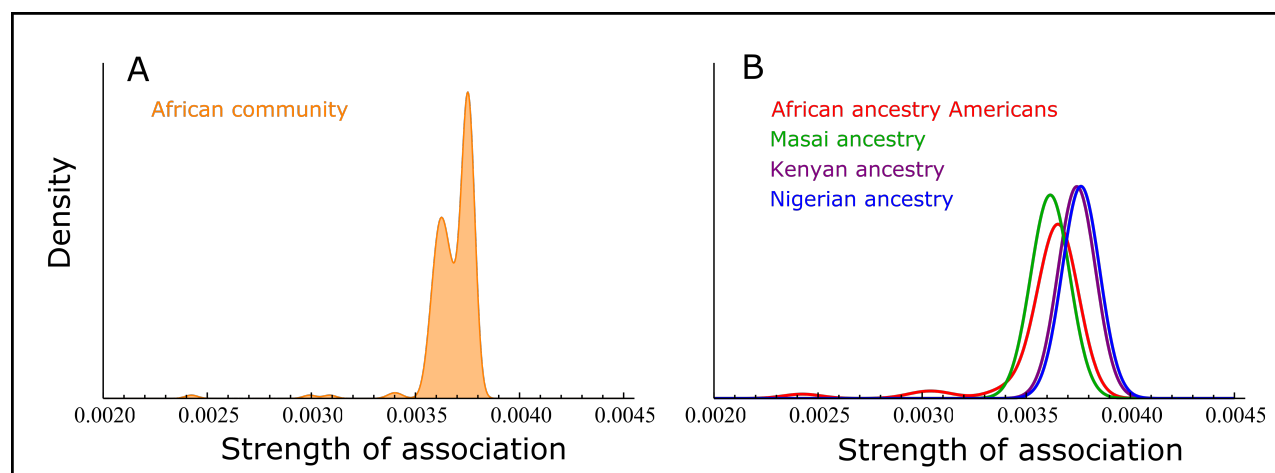 A
African community
Density
0.0020 0.0025 0.0030 0.0035 0.0040 0.0045
Strength of association
B
African ancestry Americans
Masai ancestry
Kenyan ancestry
Nigerian ancestry
0.0020 0.0025 0.0030 0.0035 0.0040 0.0045
Strength of association